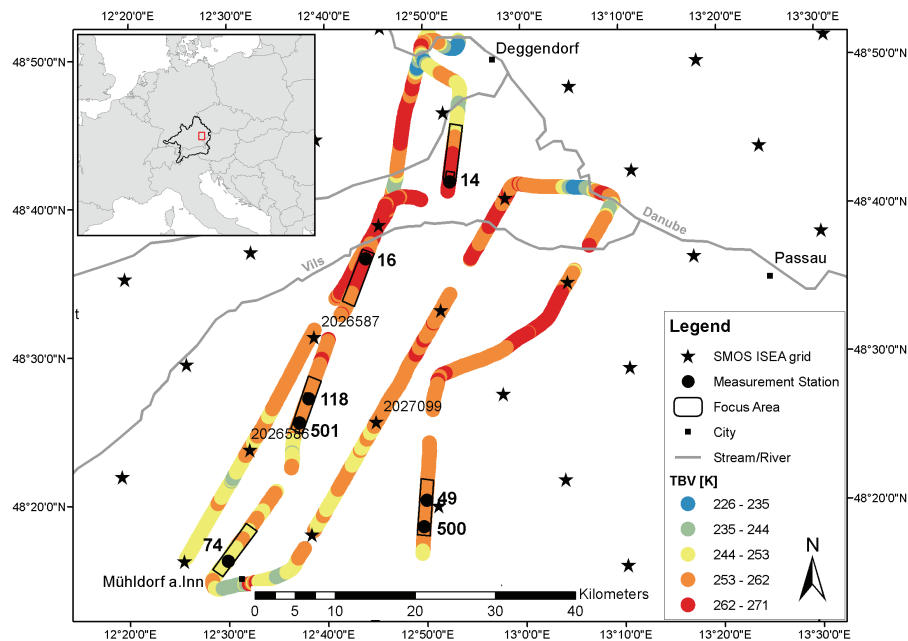 12°20'0"E 12°30'0"E 12°40'0"E 12°50'0"E 13°0'0"E 13°10'0"E 13°20'0"E 13°30'0"E
48°50'0"N
48°50'0"N
Deggendorf
14
48°40'0"N
48°40'0"N
Danube
Vils
16
Passau
t
2026587
Legend
SMOS ISEA grid
48°30'0"N
48°30'0"N
Measurement Station
118
2027099
Focus Area
501
2026586
City
Stream/River
TBV [K]
48°20'0"N
48°20'0"N
49
226 - 235
500
235 - 244
74
244 - 253
N
Mühldorf a.Inn
253 - 262
Kilometers
262 - 271
0 5 10 20 30 40
12°20'0"E 12°30'0"E 12°40'0"E 12°50'0"E 13°0'0"E 13°10'0"E 13°20'0"E 13°30'0"E